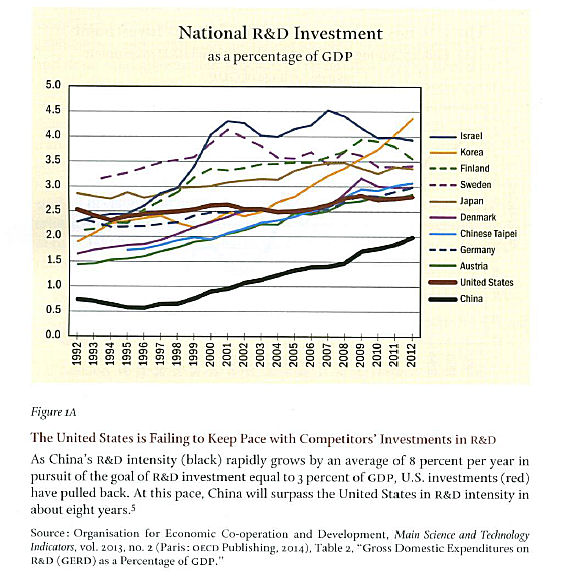 National R&D Investment
as a percentage of GDP
5.0
4.5
4.0
3.5
3.0
2.5
2.0
1.5
1.0
0.5
0.0
1992
1993
1994
1995
1996
1997
1998
1999
2000
2001
2002
2003
2004
2005
2006
2007
2008
2009
2010
2011
2012
Israel
Korea
Finland
Sweden
Japan
Denmark
Chinese Taipei
Germany
Austria
United States
China
Figure 1A
The United States is Failing to Keep Pace with Competitors' Investments in R&D
As China's R&D intensity (black) rapidly grows by an average of 8 percent per year in
pursuit of the goal of R&D investment equal to 3 percent of GDP, U.S. investments (red)
have pulled back. At this pace, China will surpass the United States in R&D intensity in
about eight years.5
Source: Organisation for Economic Co-operation and Development, Main Science and Technology
Indicators, vol. 2013, no. 2 (Paris: OECD Publishing, 2014), Table 2, "Gross Domestic Expenditures on
R&D (GERD) as a Percentage of GDP."